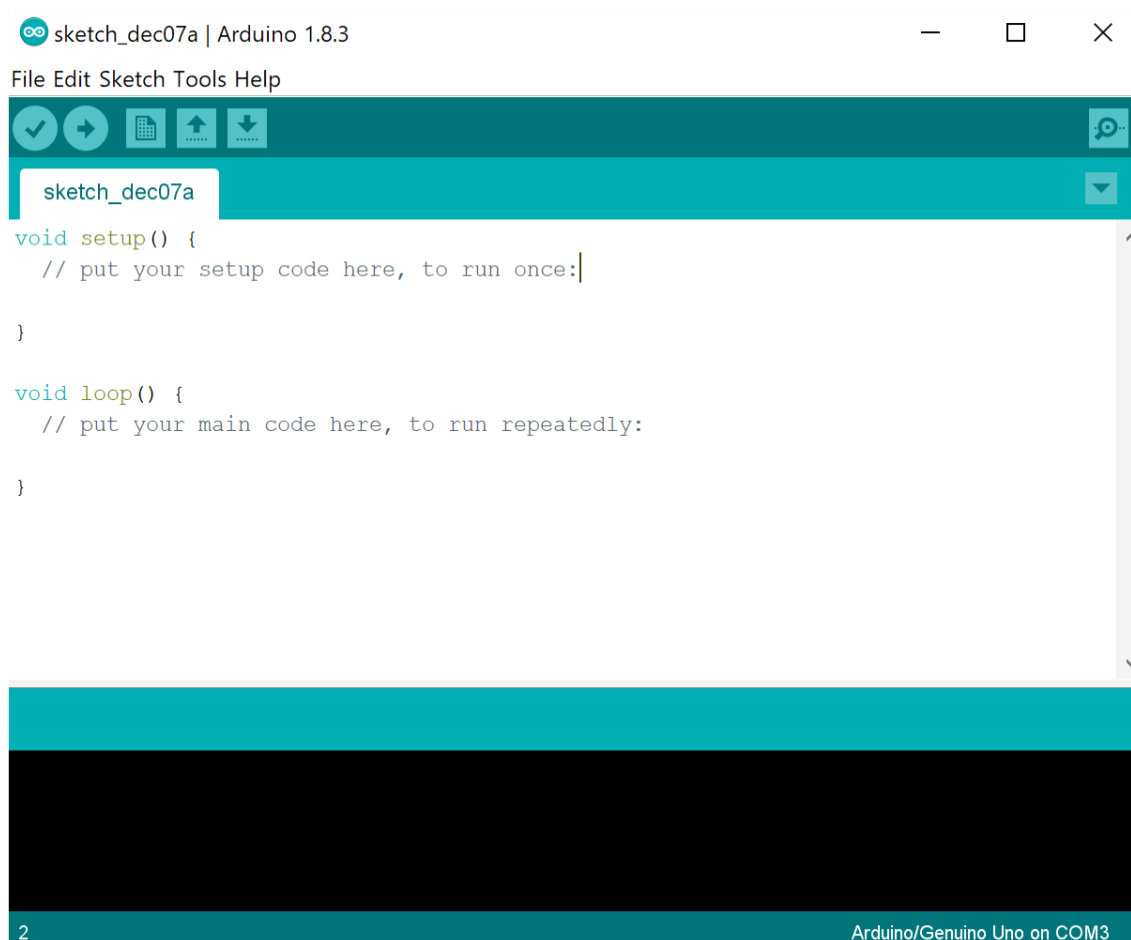 sketch_dec07a | Arduino 1.8.3
File Edit Sketch Tools Help
sketch_dec07a
void setup() {
  // put your setup code here, to run once:
}
void loop() {
  // put your main code here, to run repeatedly:
}
2
Arduino/Genuino Uno on COM3